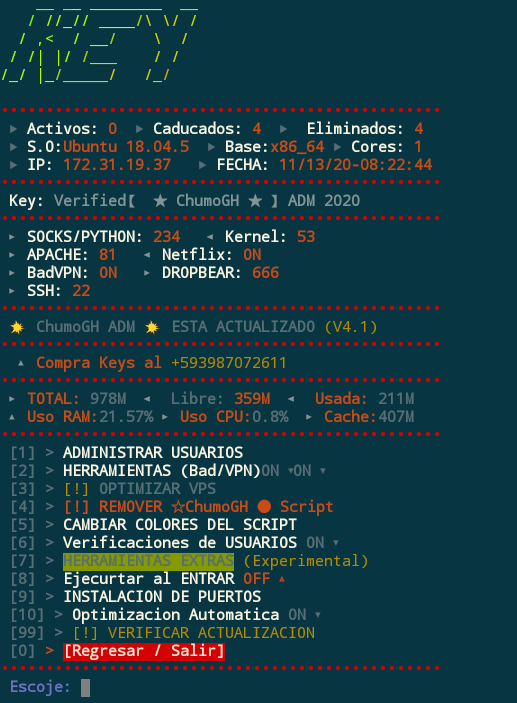 KEY
▸ Activos: 0 ▸ Caducados: 4 ▸ Eliminados: 4
▸ S.O:Ubuntu 18.04.5 ▸ Base:x86_64 ▸ Cores: 1
▸ IP: 172.31.19.37 ▸ FECHA: 11/13/20-08:22:44
Key: Verified【 ★ ChumoGH ★ 】ADM 2020
▸ SOCKS/PYTHON: 234 ◂ Kernel: 53
▸ APACHE: 81 ◂ Netflix: ON
▸ BadVPN: ON ▸ DROPBEAR: 666
▸ SSH: 22
ChumoGH ADM ESTA ACTUALIZADO (V4.1)
▴ Compra Keys al +593987072611
▸ TOTAL: 978M ◂ Libre: 359M ◂ Usada: 211M
▴ Uso RAM:21.57% ▸ Uso CPU:0.8% ▸ Cache:407M
[1] > ADMINISTRAR USUARIOS
[2] > HERRAMIENTAS (Bad/VPN)ON ▾ON ▾
[3] > [!] OPTIMIZAR VPS
[4] > [!] REMOVER ☆ChumoGH ● Script
[5] > CAMBIAR COLORES DEL SCRIPT
[6] > Verificaciones de USUARIOS ON ▾
[7] > HERRAMIENTAS EXTRAS (Experimental)
[8] > Ejecurtar al ENTRAR OFF ▴
[9] > INSTALACION DE PUERTOS
[10] > Optimizacion Automatica ON ▾
[99] > [!] VERIFICAR ACTUALIZACION
[0] > [Regresar / Salir]
Escoje: